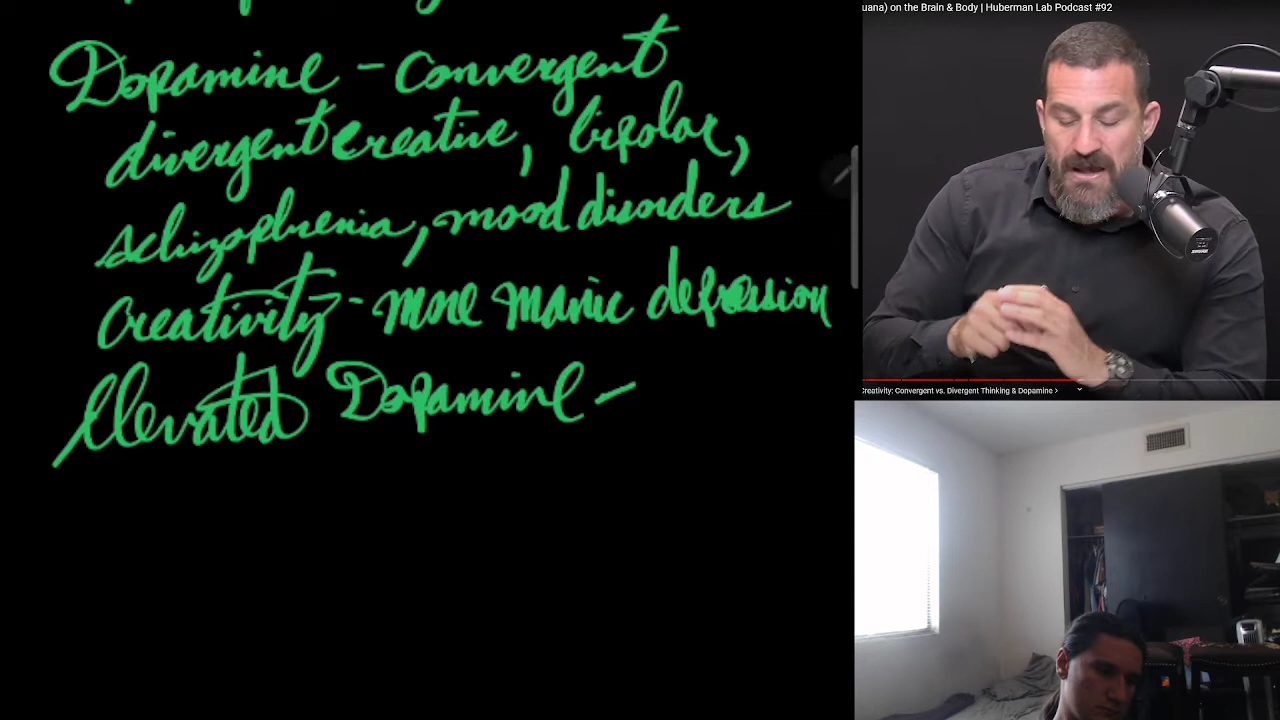 Dopamine - convergent
divergent creative, bipolar,
schizophrenia, mood disorders
Creativity - more manic depression
Elevated Dopamine -
uana) on the Brain & Body | Huberman Lab Podcast #92
Creativity: Convergent vs. Divergent Thinking & Dopamine >